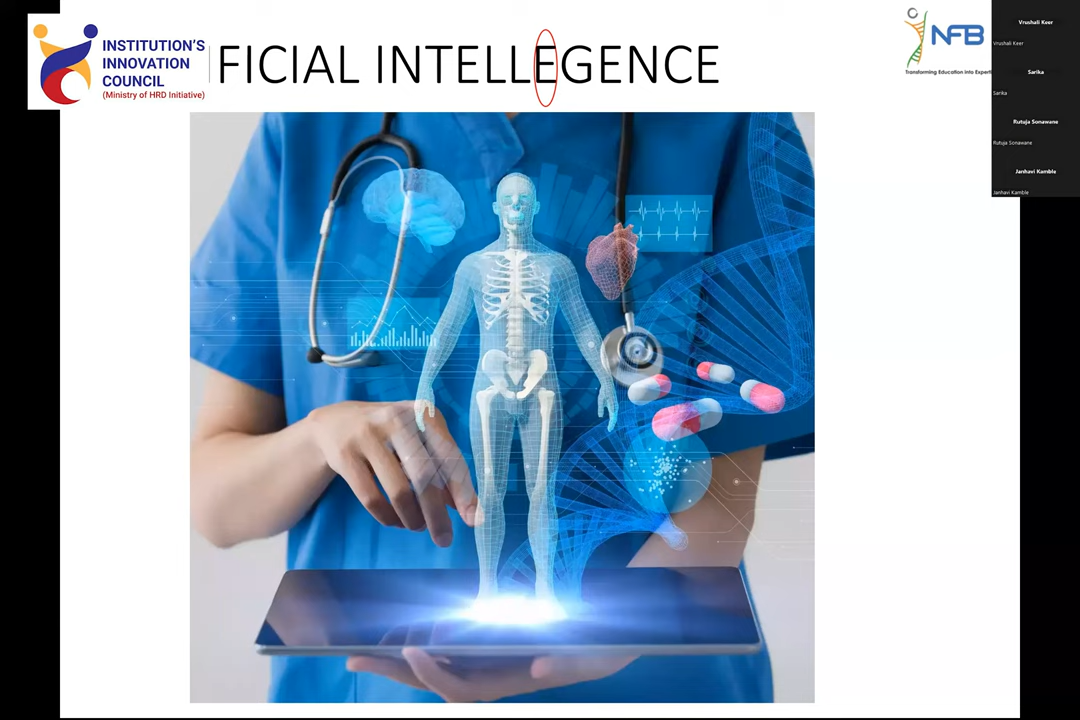 INSTITUTION'S
INNOVATION
COUNCIL
(Ministry of HRD Initiative)
FICIAL INTELLEGENCE
NFB
Transforming Education into Experti
Vrushali Keer
Vrushali Keer
Sarika
Sarika
Rutuja Sonawane
Rutuja Sonawane
Janhavi Kamble
Janhavi Kamble